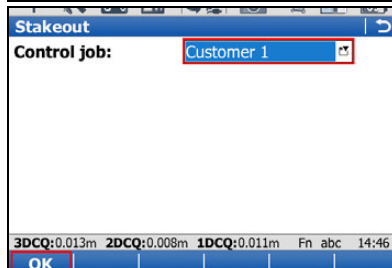 Stakeout
Control job: Customer 1
3DCQ:0.013m 2DCQ:0.008m 1DCQ:0.011m Fn abc 14:46
OK